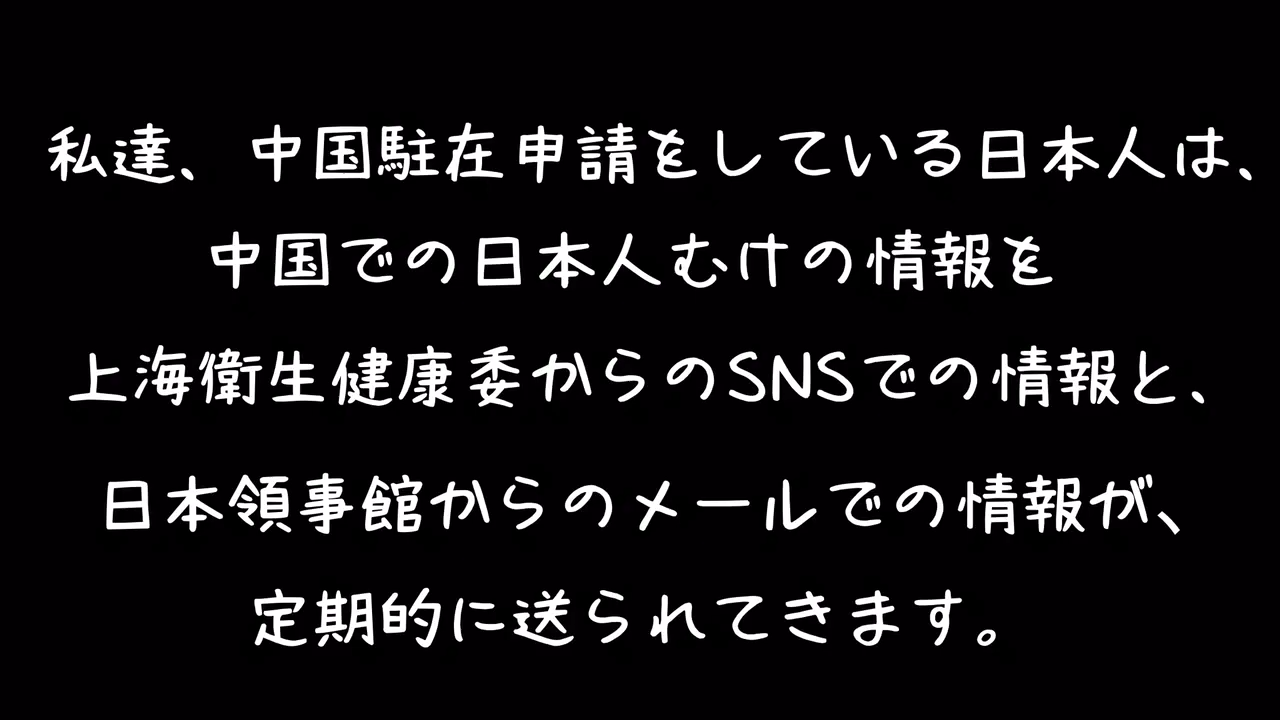 私達、中国駐在申請をしている日本人は、
中国での日本人むけの情報を
上海衛生健康委からのSNSでの情報と、
日本領事館からのメールでの情報が、
定期的に送られてきます。